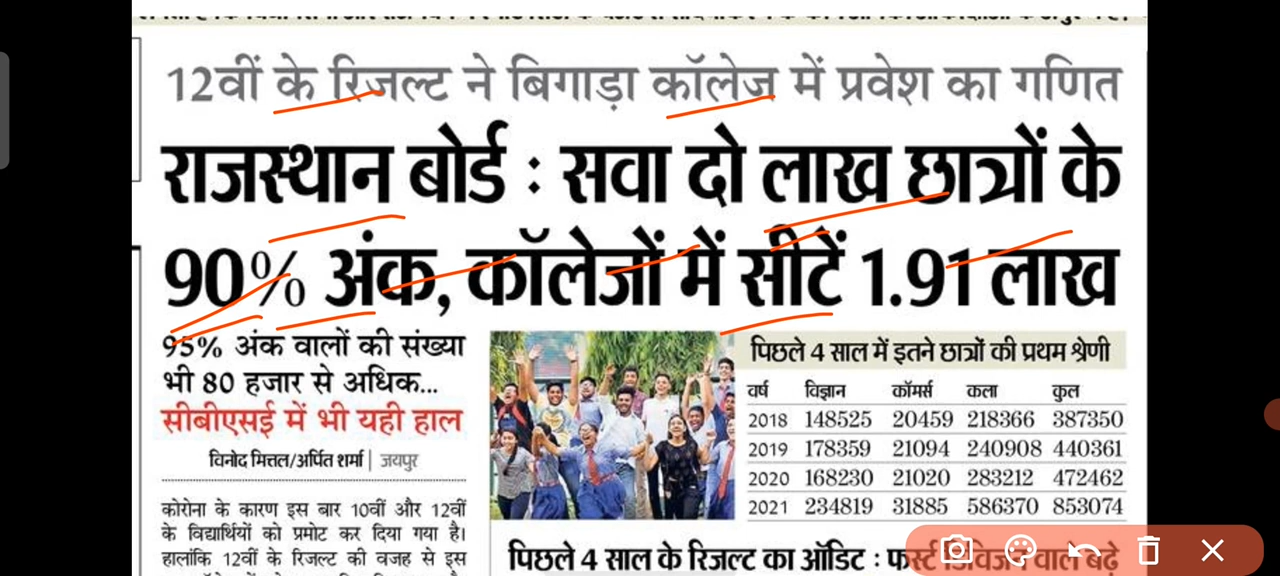 12वीं के रिजल्ट ने बिगाड़ा कॉलेज में प्रवेश का गणित
राजस्थान बोर्ड : सवा दो लाख छात्रों के
90% अंक, कॉलेजों में सीटें 1.91 लाख
95% अंक वालों की संख्या
भी 80 हजार से अधिक...
सीबीएसई में भी यही हाल
विनोद मित्तल/अर्पित शर्मा | जयपुर
कोरोना के कारण इस बार 10वीं और 12वीं
के विद्यार्थियों को प्रमोट कर दिया गया है।
हालांकि 12वीं के रिजल्ट की वजह से इस
पिछले 4 साल में इतने छात्रों की प्रथम श्रेणी
वर्ष विज्ञान कॉमर्स कला कुल
2018 148525 20459 218366 387350
2019 178359 21094 240908 440361
2020 168230 21020 283212 472462
2021 234819 31885 586370 853074
पिछले 4 साल के रिजल्ट का ऑडिट : फर्स्ट डिविजन वाले बढ़े